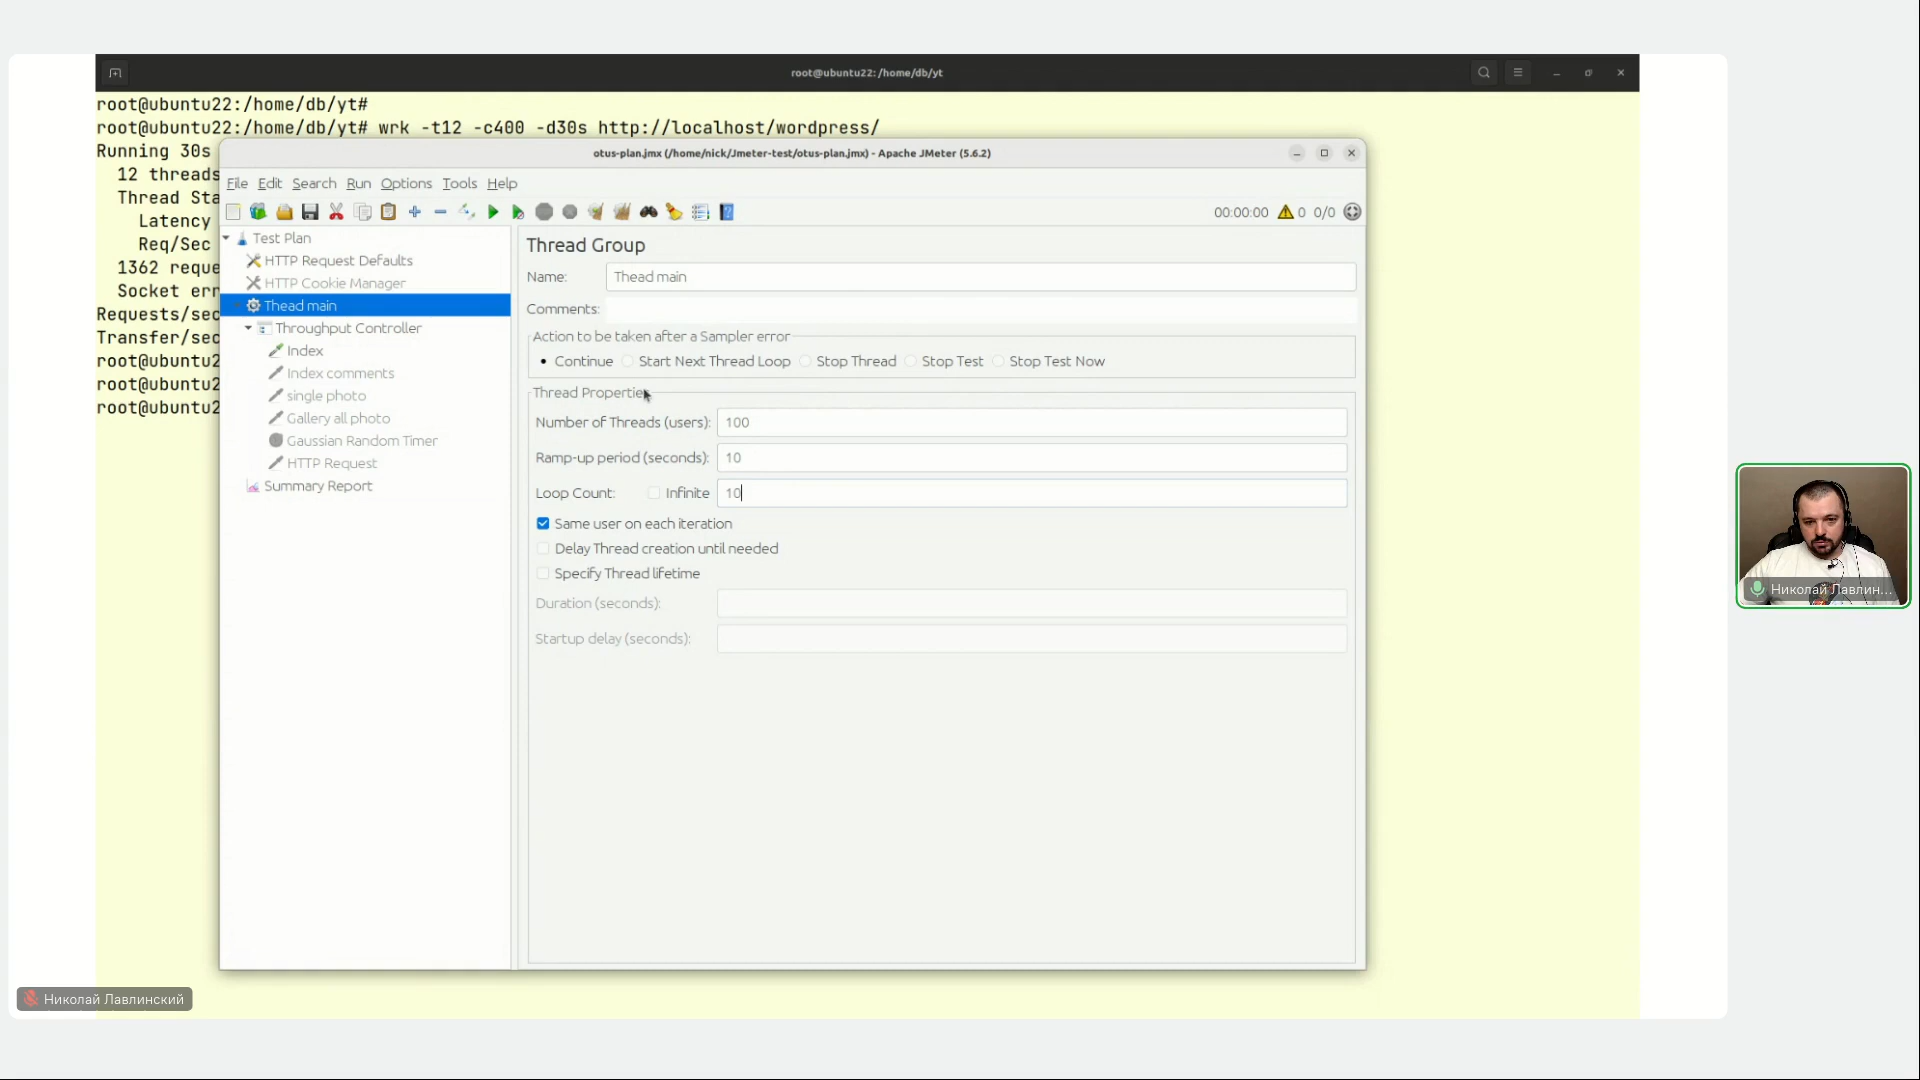 root@ubuntu22: /home/db/yt
root@ubuntu22:/home/db/yt#
root@ubuntu22:/home/db/yt# wrk -t12 -c400 -d30s http://localhost/wordpress/
Running 30s
12 threads
Thread Sta
Latency
Req/Sec
1362 reque
Socket err
Requests/sec
Transfer/sec
root@ubuntu2
root@ubuntu2
root@ubuntu2
otus-plan.jmx (/home/nick/Jmeter-test/otus-plan.jmx) - Apache JMeter (5.6.2)
File Edit Search Run Options Tools Help
00:00:00 0 0/0
Test Plan
HTTP Request Defaults
HTTP Cookie Manager
Thead main
Throughput Controller
Index
Index comments
single photo
Gallery all photo
Gaussian Random Timer
HTTP Request
Summary Report
Thread Group
Name: Thead main
Comments:
Action to be taken after a Sampler error
Continue Start Next Thread Loop Stop Thread Stop Test Stop Test Now
Thread Properties
Number of Threads (users): 100
Ramp-up period (seconds): 10
Loop Count: Infinite 10
Same user on each iteration
Delay Thread creation until needed
Specify Thread lifetime
Duration (seconds):
Startup delay (seconds):
Николай Лавлин...
Николай Лавлинский